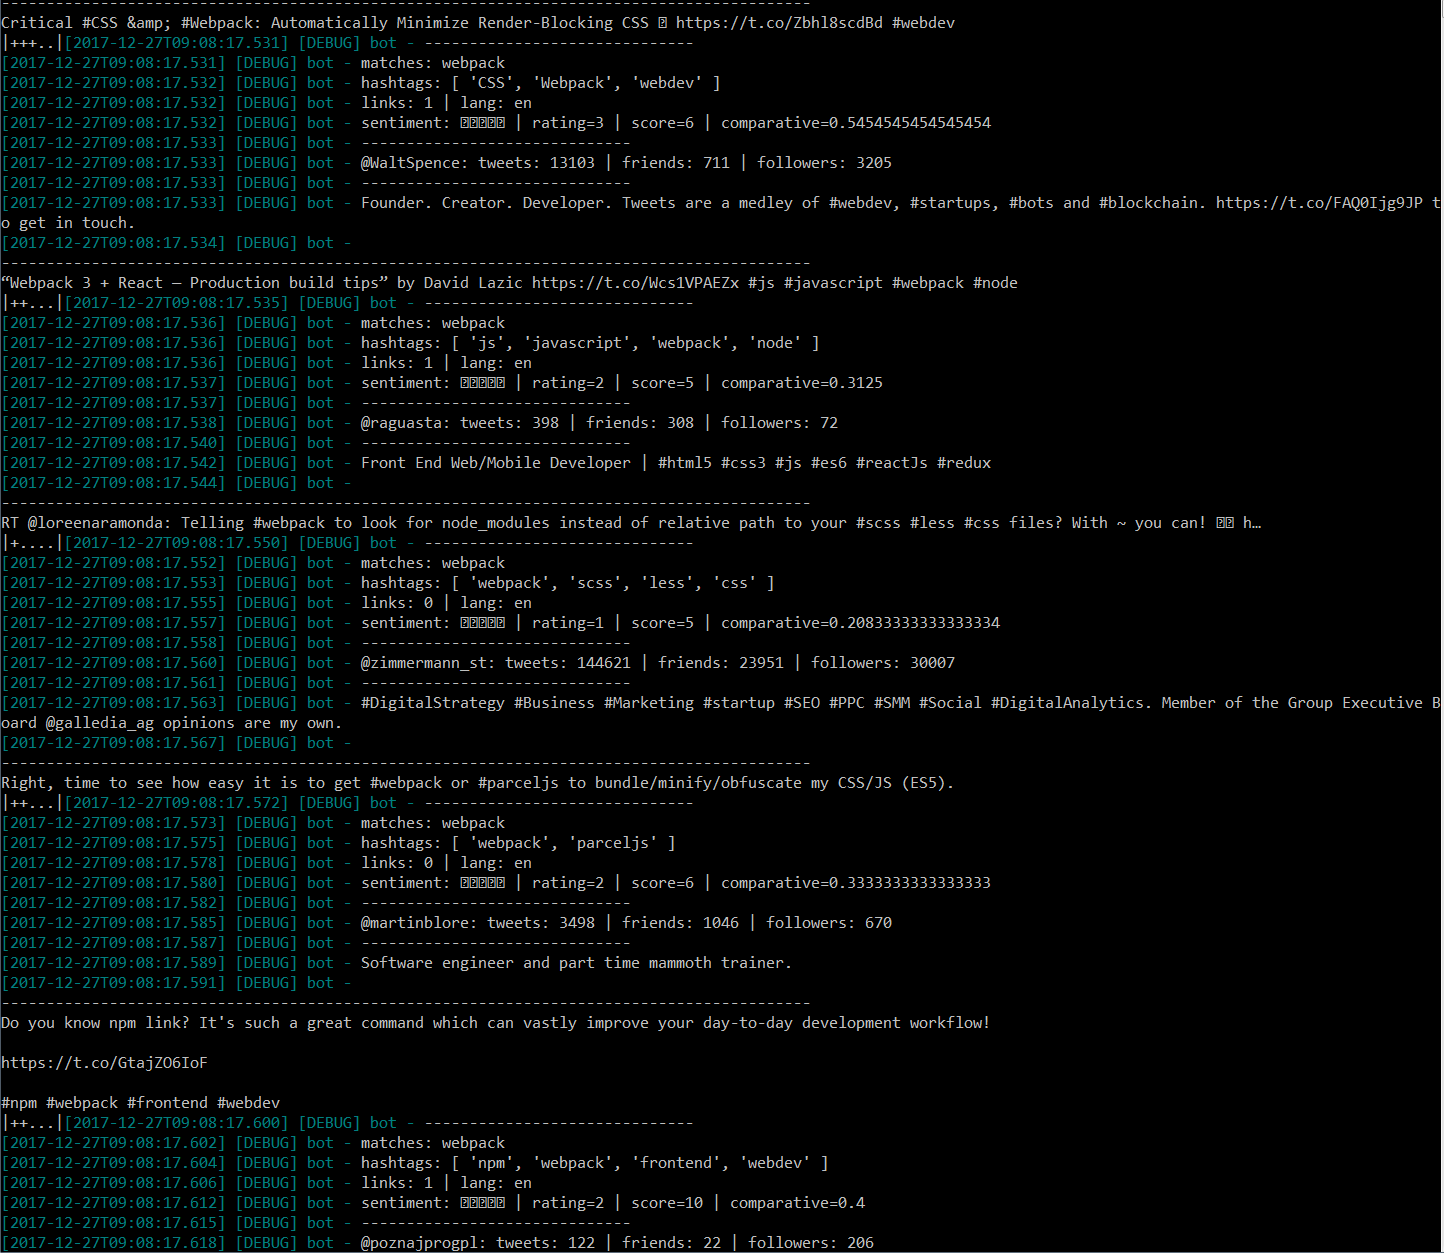 ------------------------------------------------------------------------------------------
Critical #CSS &amp; #Webpack: Automatically Minimize Render-Blocking CSS � https://t.co/Zbhl8scdBd #webdev
|+++..|[2017-12-27T09:08:17.531] [DEBUG] bot - ------------------------------
[2017-12-27T09:08:17.531] [DEBUG] bot - matches: webpack
[2017-12-27T09:08:17.532] [DEBUG] bot - hashtags: [ 'CSS', 'Webpack', 'webdev' ]
[2017-12-27T09:08:17.532] [DEBUG] bot - links: 1 | lang: en
[2017-12-27T09:08:17.532] [DEBUG] bot - sentiment: ����� | rating=3 | score=6 | comparative=0.5454545454545454
[2017-12-27T09:08:17.533] [DEBUG] bot - ------------------------------
[2017-12-27T09:08:17.533] [DEBUG] bot - @WaltSpence: tweets: 13103 | friends: 711 | followers: 3205
[2017-12-27T09:08:17.533] [DEBUG] bot - ------------------------------
[2017-12-27T09:08:17.533] [DEBUG] bot - Founder. Creator. Developer. Tweets are a medley of #webdev, #startups, #bots and #blockchain. https://t.co/FAQ0Ijg9JP t
o get in touch.
[2017-12-27T09:08:17.534] [DEBUG] bot -
------------------------------------------------------------------------------------------
“Webpack 3 + React — Production build tips” by David Lazic https://t.co/Wcs1VPAEZx #js #javascript #webpack #node
|++...|[2017-12-27T09:08:17.535] [DEBUG] bot - ------------------------------
[2017-12-27T09:08:17.536] [DEBUG] bot - matches: webpack
[2017-12-27T09:08:17.536] [DEBUG] bot - hashtags: [ 'js', 'javascript', 'webpack', 'node' ]
[2017-12-27T09:08:17.536] [DEBUG] bot - links: 1 | lang: en
[2017-12-27T09:08:17.537] [DEBUG] bot - sentiment: ����� | rating=2 | score=5 | comparative=0.3125
[2017-12-27T09:08:17.537] [DEBUG] bot - ------------------------------
[2017-12-27T09:08:17.538] [DEBUG] bot - @raguasta: tweets: 398 | friends: 308 | followers: 72
[2017-12-27T09:08:17.540] [DEBUG] bot - ------------------------------
[2017-12-27T09:08:17.542] [DEBUG] bot - Front End Web/Mobile Developer | #html5 #css3 #js #es6 #reactJs #redux
[2017-12-27T09:08:17.544] [DEBUG] bot -
------------------------------------------------------------------------------------------
RT @loreenaramonda: Telling #webpack to look for node_modules instead of relative path to your #scss #less #css files? With ~ you can! �� h…
|+....|[2017-12-27T09:08:17.550] [DEBUG] bot - ------------------------------
[2017-12-27T09:08:17.552] [DEBUG] bot - matches: webpack
[2017-12-27T09:08:17.553] [DEBUG] bot - hashtags: [ 'webpack', 'scss', 'less', 'css' ]
[2017-12-27T09:08:17.555] [DEBUG] bot - links: 0 | lang: en
[2017-12-27T09:08:17.557] [DEBUG] bot - sentiment: ����� | rating=1 | score=5 | comparative=0.20833333333333334
[2017-12-27T09:08:17.558] [DEBUG] bot - ------------------------------
[2017-12-27T09:08:17.560] [DEBUG] bot - @zimmermann_st: tweets: 144621 | friends: 23951 | followers: 30007
[2017-12-27T09:08:17.561] [DEBUG] bot - ------------------------------
[2017-12-27T09:08:17.563] [DEBUG] bot - #DigitalStrategy #Business #Marketing #startup #SEO #PPC #SMM #Social #DigitalAnalytics. Member of the Group Executive B
oard @galledia_ag opinions are my own.
[2017-12-27T09:08:17.567] [DEBUG] bot -
------------------------------------------------------------------------------------------
Right, time to see how easy it is to get #webpack or #parceljs to bundle/minify/obfuscate my CSS/JS (ES5).
|++...|[2017-12-27T09:08:17.572] [DEBUG] bot - ------------------------------
[2017-12-27T09:08:17.573] [DEBUG] bot - matches: webpack
[2017-12-27T09:08:17.575] [DEBUG] bot - hashtags: [ 'webpack', 'parceljs' ]
[2017-12-27T09:08:17.578] [DEBUG] bot - links: 0 | lang: en
[2017-12-27T09:08:17.580] [DEBUG] bot - sentiment: ����� | rating=2 | score=6 | comparative=0.3333333333333333
[2017-12-27T09:08:17.582] [DEBUG] bot - ------------------------------
[2017-12-27T09:08:17.585] [DEBUG] bot - @martinblore: tweets: 3498 | friends: 1046 | followers: 670
[2017-12-27T09:08:17.587] [DEBUG] bot - ------------------------------
[2017-12-27T09:08:17.589] [DEBUG] bot - Software engineer and part time mammoth trainer.
[2017-12-27T09:08:17.591] [DEBUG] bot -
------------------------------------------------------------------------------------------
Do you know npm link? It's such a great command which can vastly improve your day-to-day development workflow!
https://t.co/GtajZO6IoF
#npm #webpack #frontend #webdev
|++...|[2017-12-27T09:08:17.600] [DEBUG] bot - ------------------------------
[2017-12-27T09:08:17.602] [DEBUG] bot - matches: webpack
[2017-12-27T09:08:17.604] [DEBUG] bot - hashtags: [ 'npm', 'webpack', 'frontend', 'webdev' ]
[2017-12-27T09:08:17.606] [DEBUG] bot - links: 1 | lang: en
[2017-12-27T09:08:17.612] [DEBUG] bot - sentiment: ����� | rating=2 | score=10 | comparative=0.4
[2017-12-27T09:08:17.615] [DEBUG] bot - ------------------------------
[2017-12-27T09:08:17.618] [DEBUG] bot - @poznajprogpl: tweets: 122 | friends: 22 | followers: 206